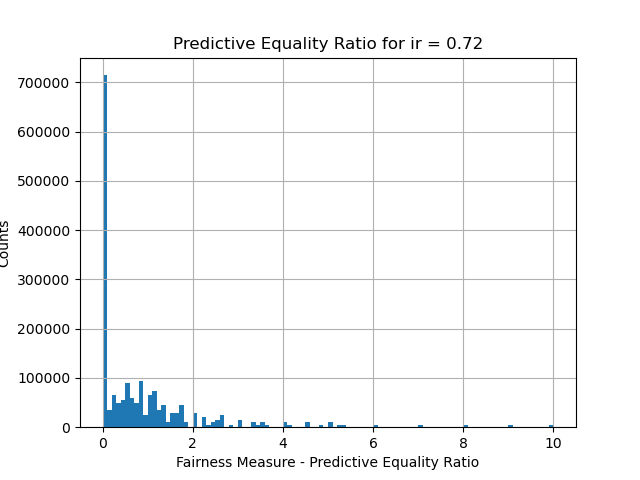 Predictive Equality Ratio for ir = 0.72
700000
600000
500000
400000
300000
200000
100000
0
Counts
0 2 4 6 8 10
Fairness Measure - Predictive Equality Ratio